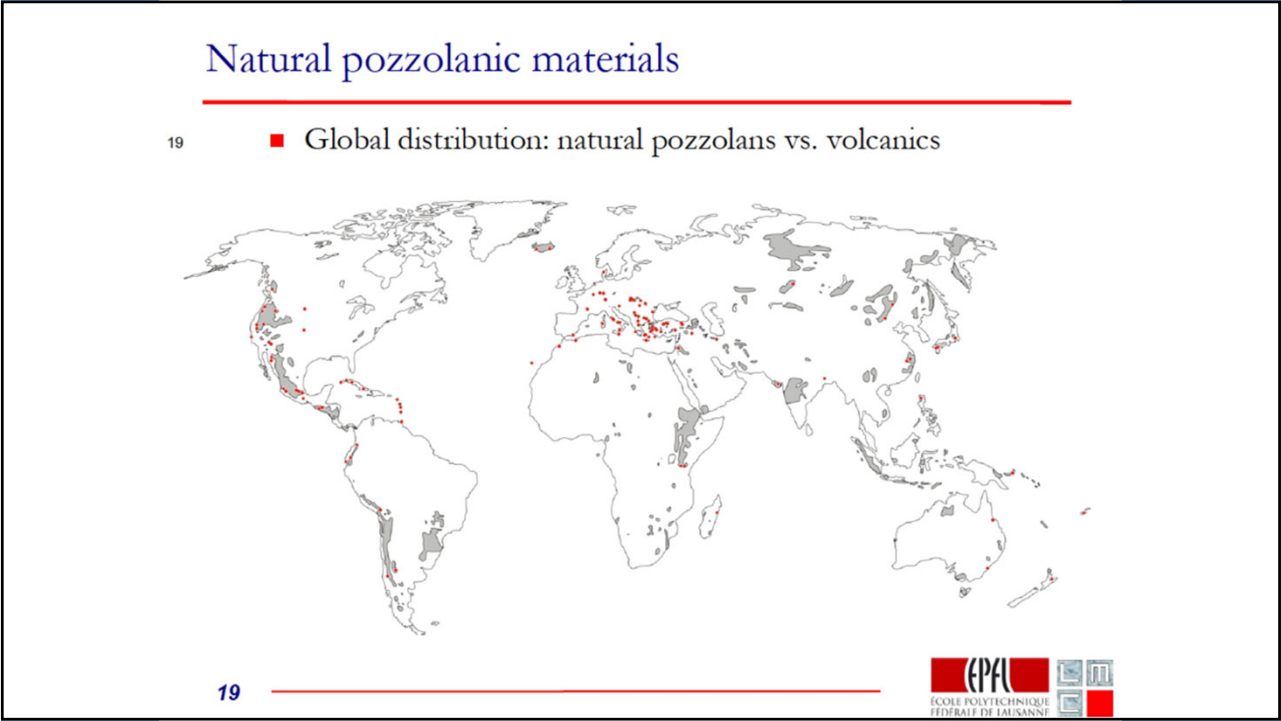 Natural pozzolanic materials
19
Global distribution: natural pozzolans vs. volcanics
19
EPFL
ÉCOLE POLYTECHNIQUE
FÉDÉRALE DE LAUSANNE
L M
C